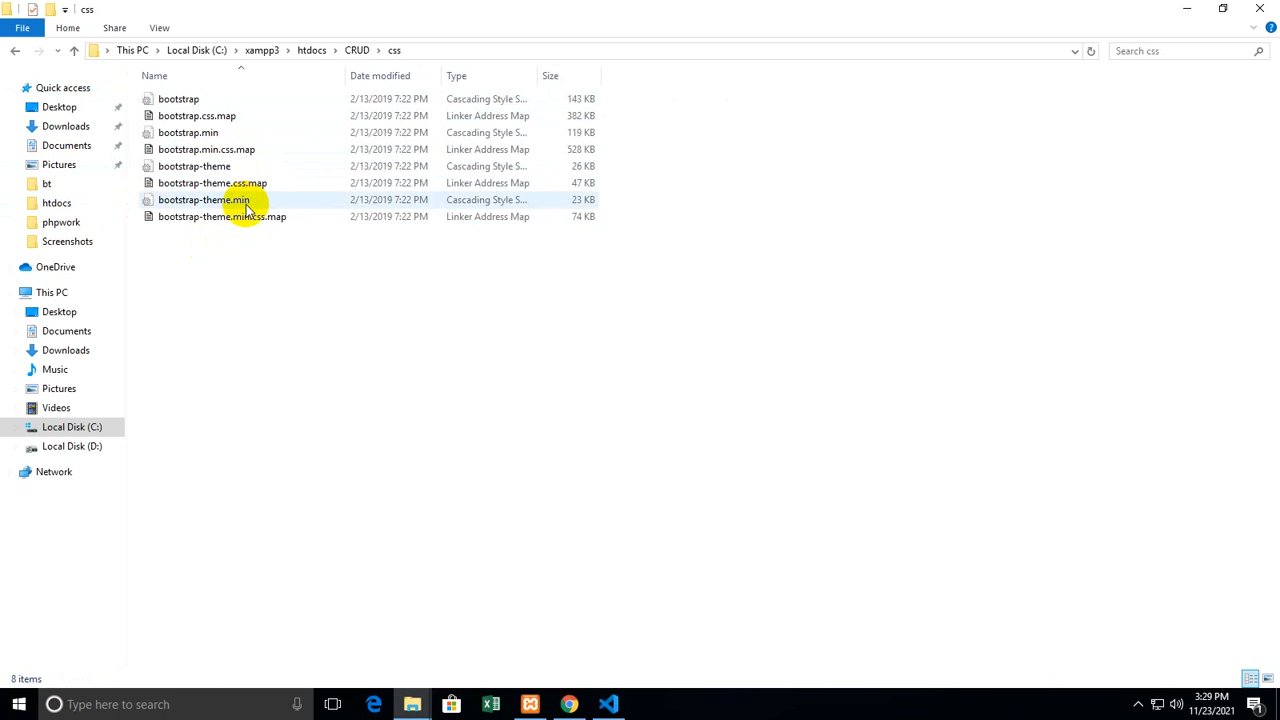 css
File Home Share View
This PC Local Disk (C:) xampp3 htdocs CRUD css
Search css
Name Date modified Type Size
Quick access
Desktop
Downloads
Documents
Pictures
bt
htdocs
phpwork
Screenshots
OneDrive
This PC
Desktop
Documents
Downloads
Music
Pictures
Videos
Local Disk (C:)
Local Disk (D:)
Network
bootstrap 2/13/2019 7:22 PM Cascading Style S... 143 KB
bootstrap.css.map 2/13/2019 7:22 PM Linker Address Map 382 KB
bootstrap.min 2/13/2019 7:22 PM Cascading Style S... 119 KB
bootstrap.min.css.map 2/13/2019 7:22 PM Linker Address Map 528 KB
bootstrap-theme 2/13/2019 7:22 PM Cascading Style S... 26 KB
bootstrap-theme.css.map 2/13/2019 7:22 PM Linker Address Map 47 KB
bootstrap-theme.min 2/13/2019 7:22 PM Cascading Style S... 23 KB
bootstrap-theme.min.css.map 2/13/2019 7:22 PM Linker Address Map 74 KB
8 items
Type here to search
3:29 PM
11/23/2021